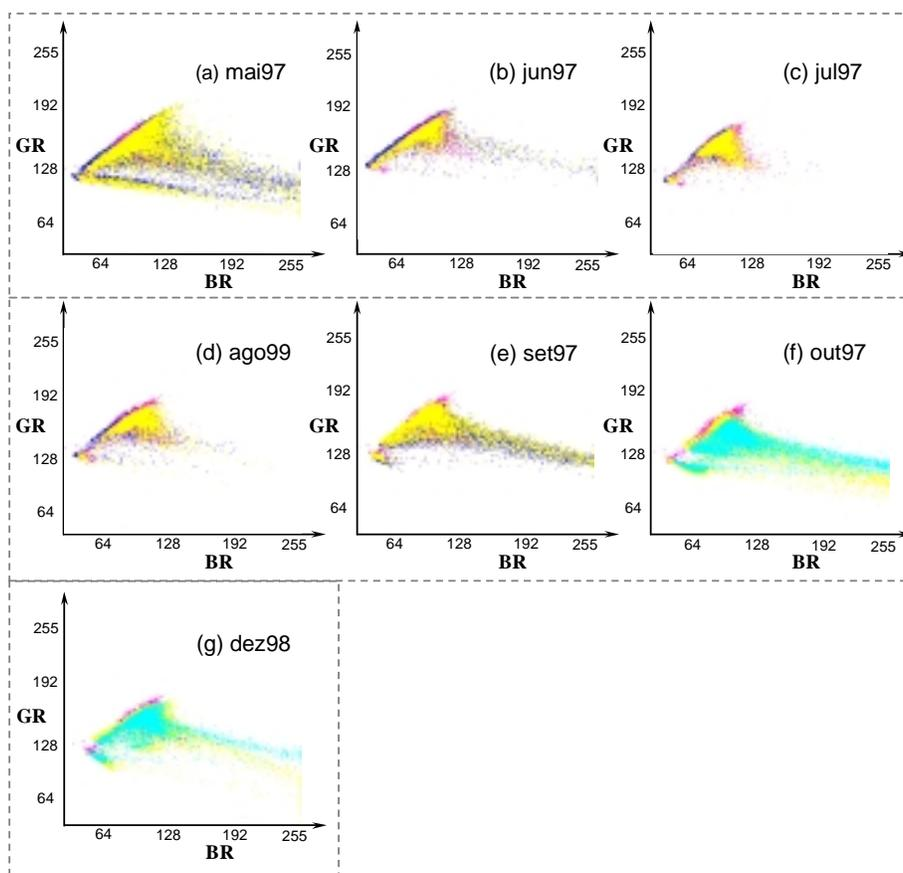 (a) mai97
255
192
GR
128
64
64 128 192 255
BR
(b) jun97
255
192
GR
128
64
64 128 192 255
BR
(c) jul97
255
192
GR
128
64
64 128 192 255
BR
(d) ago99
255
192
GR
128
64
64 128 192 255
BR
(e) set97
255
192
GR
128
64
64 128 192 255
BR
(f) out97
255
192
GR
128
64
64 128 192 255
BR
(g) dez98
255
192
GR
128
64
64 128 192 255
BR